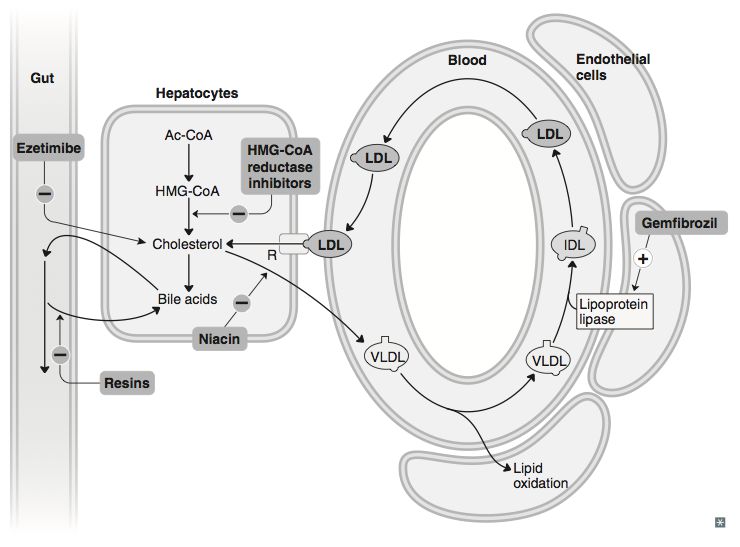 Gut
Hepatocytes
Blood
Endothelial
cells
Ezetimibe
Ac-CoA
HMG-CoA
reductase
inhibitors
LDL
LDL
HMG-CoA
Gemfibrozil
Cholesterol
R
LDL
IDL
Bile acids
Lipoprotein
lipase
Niacin
VLDL
VLDL
Resins
Lipid
oxidation